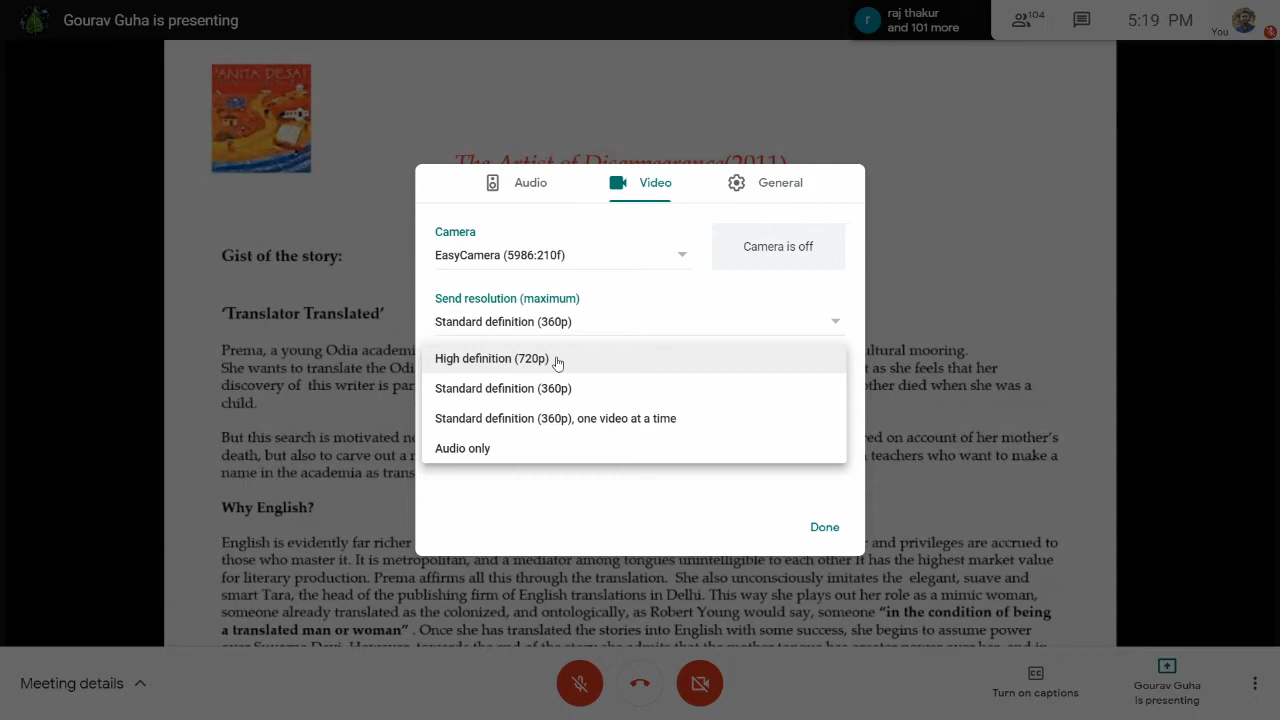 Gourav Guha is presenting
r
raj thakur
and 101 more
104
5:19 PM
You
ANITA DESAI
The Artist of Disappearance(2011)
Audio
Video
General
Camera
EasyCamera (5986:210f)
Camera is off
Send resolution (maximum)
Standard definition (360p)
High definition (720p)
Standard definition (360p)
Standard definition (360p), one video at a time
Audio only
Done
Gist of the story:
‘Translator Translated’
Prema, a young Odia academi
ultural mooring.
She wants to translate the Odi
as she feels that her
discovery of this writer is par
other died when she was a
child.
But this search is motivated no
ed on account of her mother’s
death, but also to carve out a r
teachers who want to make a
name in the academia as trans
Why English?
English is evidently far richer
and privileges are accrued to
those who master it. It is metropolitan, and a mediator among tongues unintelligible to each other It has the highest market value
for literary production. Prema affirms all this through the translation. She also unconsciously imitates the elegant, suave and
smart Tara, the head of the publishing firm of English translations in Delhi. This way she plays out her role as a mimic woman,
someone already translated as the colonized, and ontologically, as Robert Young would say, someone “in the condition of being
a translated man or woman” . Once she has translated the stories into English with some success, she begins to assume power
Meeting details
CC
Turn on captions
Gourav Guha
is presenting